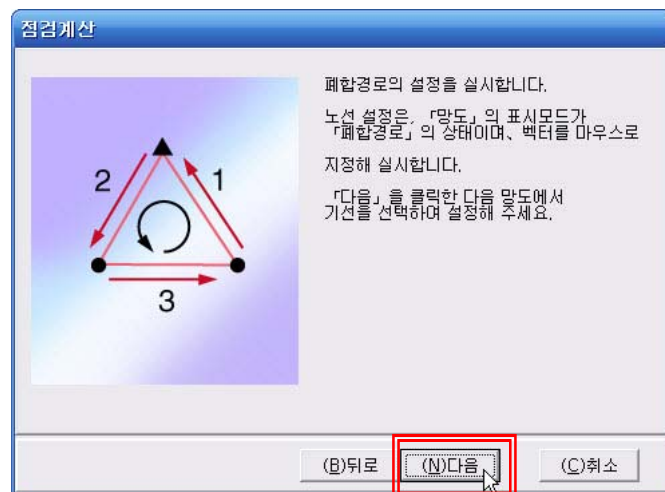 점검계산
폐합경로의 설정을 실시합니다.
노선 설정은, 「망도」의 표시모드가
「폐합경로」의 상태이며、벡터를 마우스로
지정해 실시합니다.
「다음」을 클릭한 다음 망도에서
기선을 선택하여 설정해 주세요.
2 1
3
(B)뒤로 (N)다음 (C)취소